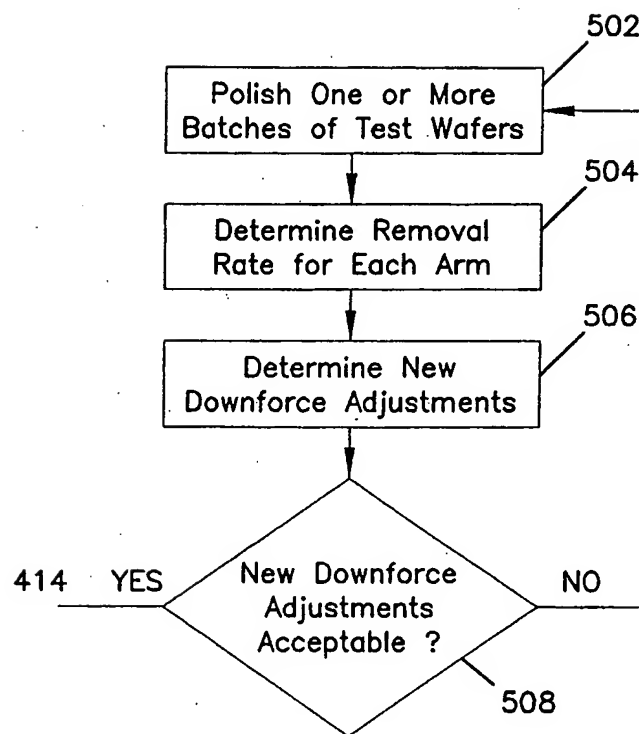 502
Polish One or More
Batches of Test Wafers
504
Determine Removal
Rate for Each Arm
506
Determine New
Downforce Adjustments
414 YES
New Downforce
Adjustments
Acceptable ?
NO
508